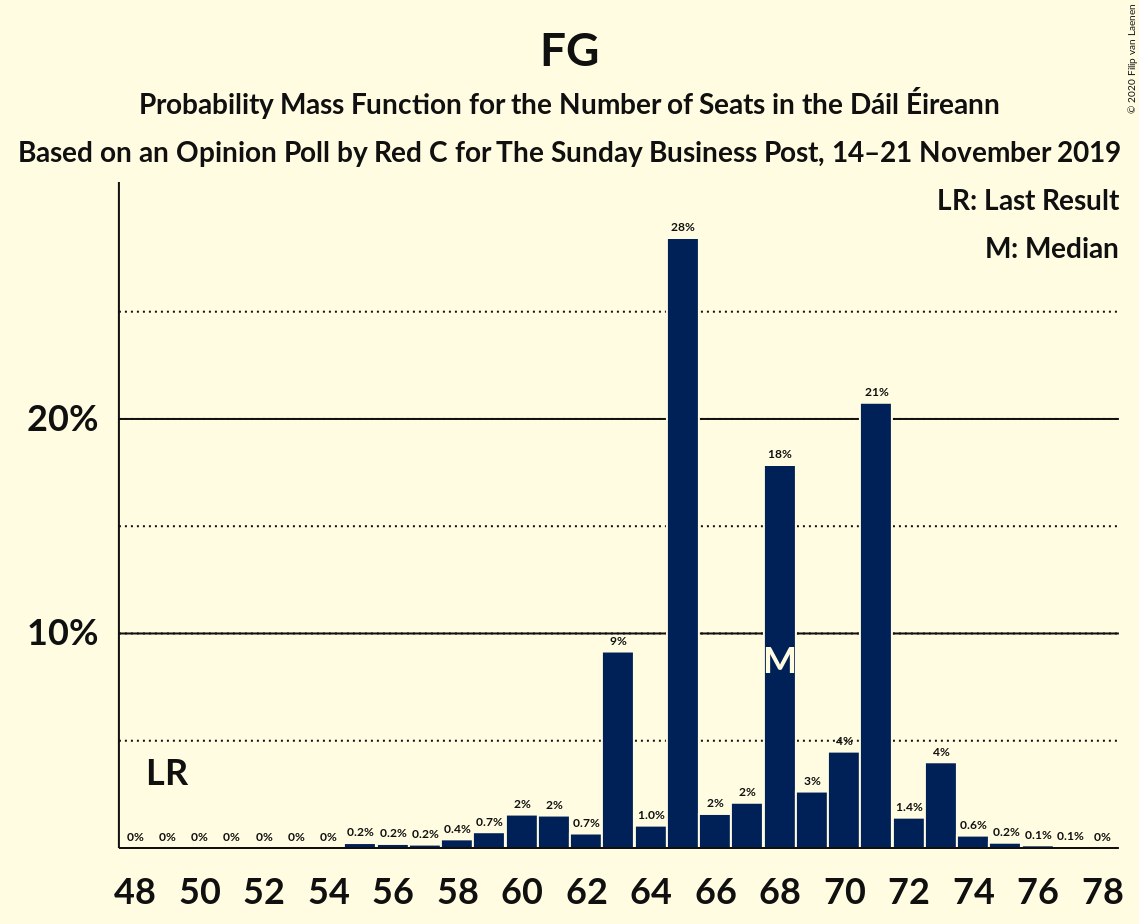 FG
Probability Mass Function for the Number of Seats in the Dáil Éireann
Based on an Opinion Poll by Red C for The Sunday Business Post, 14–21 November 2019
© 2020 Filip van Laenen
LR: Last Result
M: Median
28%
21%
20%
18%
10%
9%
M
4%
4%
LR
3%
2%
2%
2%
2%
1.4%
1.0%
0.7%
0.7%
0.6%
0.4%
0% 0% 0% 0% 0% 0% 0% 0.2% 0.2% 0.2% 0.2% 0.1% 0.1% 0%
48 50 52 54 56 58 60 62 64 66 68 70 72 74 76 78